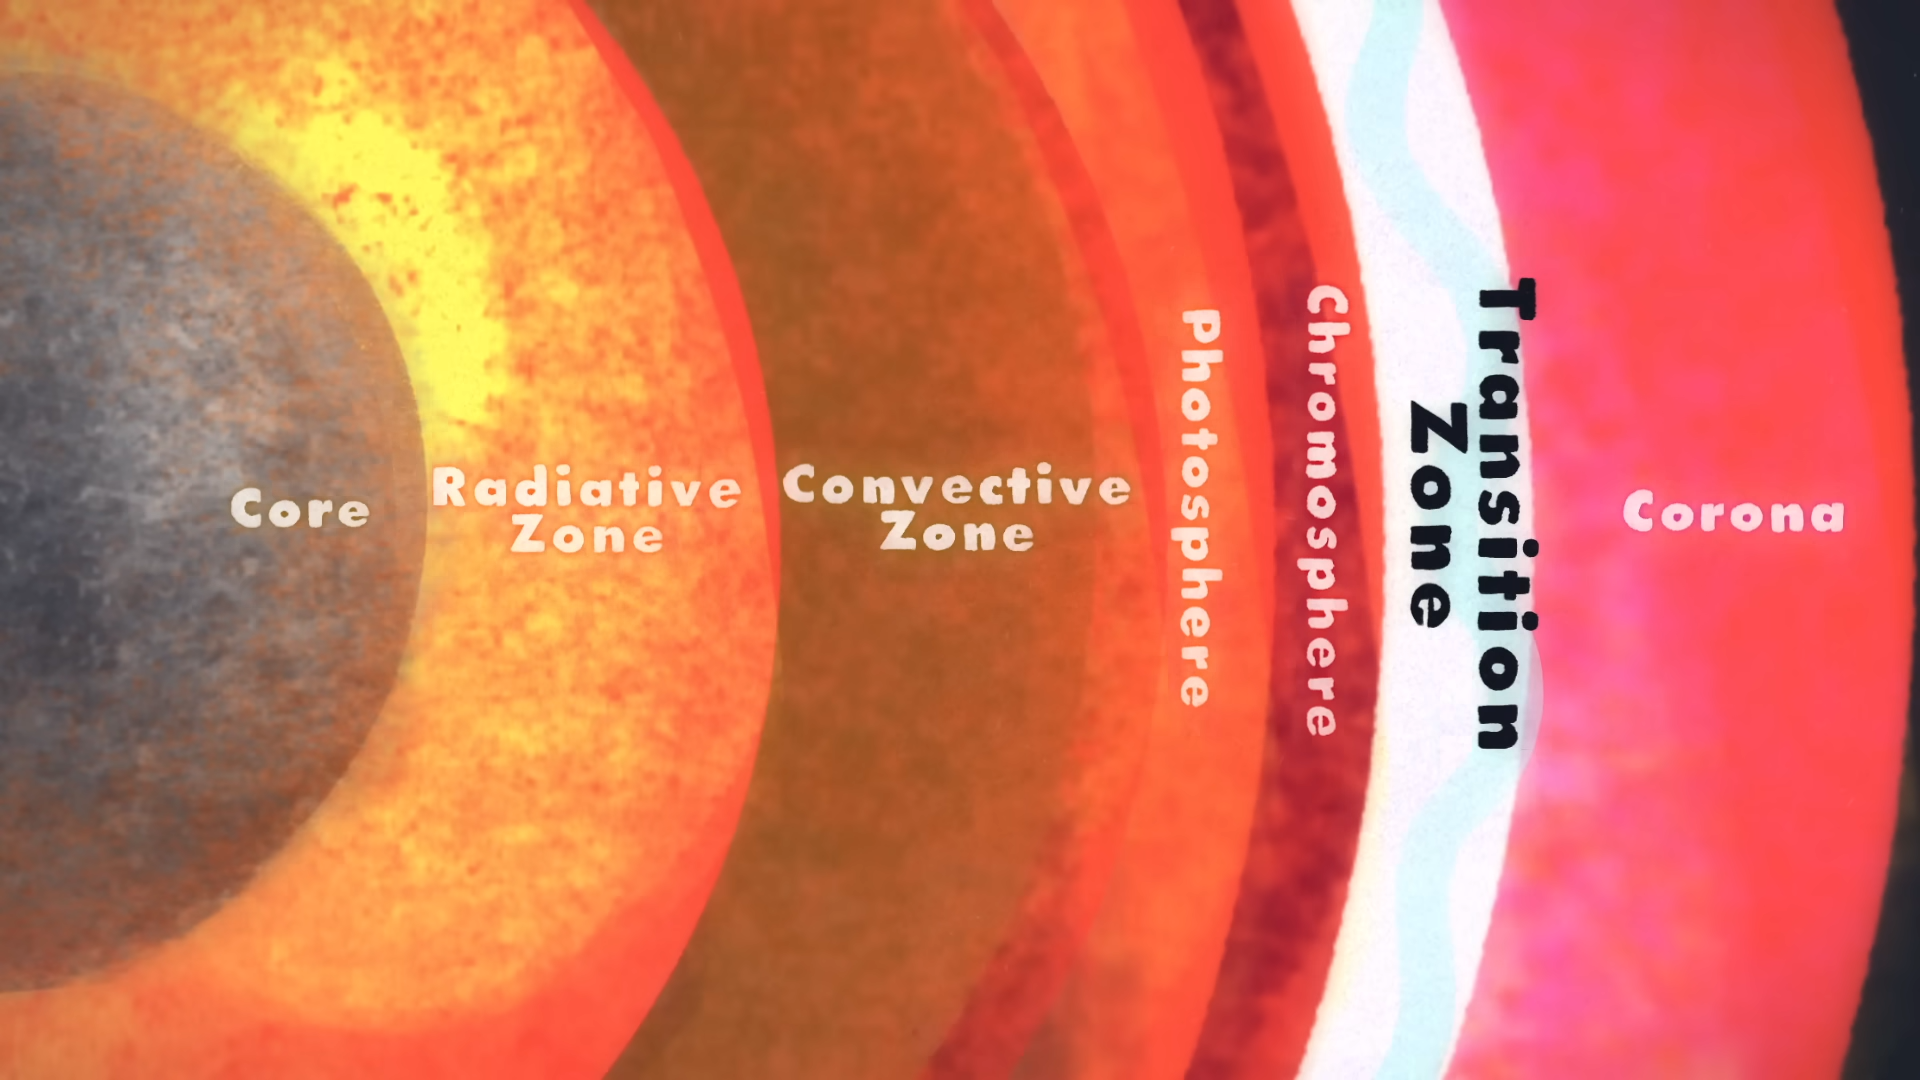 Core
Radiative
Zone
Convective
Zone
Photosphere
Chromosphere
Transition
Zone
Corona